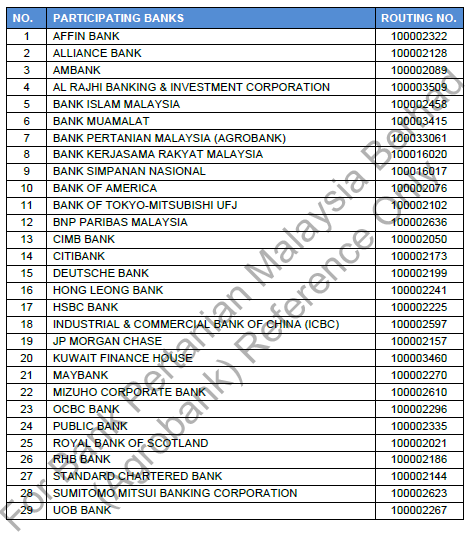 NO. PARTICIPATING BANKS ROUTING NO.
1 AFFIN BANK 100002322
2 ALLIANCE BANK 100002128
3 AMBANK 100002089
4 AL RAJHI BANKING & INVESTMENT CORPORATION 100003509
5 BANK ISLAM MALAYSIA 100002458
6 BANK MUAMALAT 100003415
7 BANK PERTANIAN MALAYSIA (AGROBANK) 100033061
8 BANK KERJASAMA RAKYAT MALAYSIA 100016020
9 BANK SIMPANAN NASIONAL 100016017
10 BANK OF AMERICA 100002076
11 BANK OF TOKYO-MITSUBISHI UFJ 100002102
12 BNP PARIBAS MALAYSIA 100002636
13 CIMB BANK 100002050
14 CITIBANK 100002173
15 DEUTSCHE BANK 100002199
16 HONG LEONG BANK 100002241
17 HSBC BANK 100002225
18 INDUSTRIAL & COMMERCIAL BANK OF CHINA (ICBC) 100002597
19 JP MORGAN CHASE 100002157
20 KUWAIT FINANCE HOUSE 100003460
21 MAYBANK 100002270
22 MIZUHO CORPORATE BANK 100002610
23 OCBC BANK 100002296
24 PUBLIC BANK 100002335
25 ROYAL BANK OF SCOTLAND 100002021
26 RHB BANK 100002186
27 STANDARD CHARTERED BANK 100002144
28 SUMITOMO MITSUI BANKING CORPORATION 100002623
29 UOB BANK 100002267
For Bank Pertanian Malaysia Berhad
(Agrobank) Reference Only